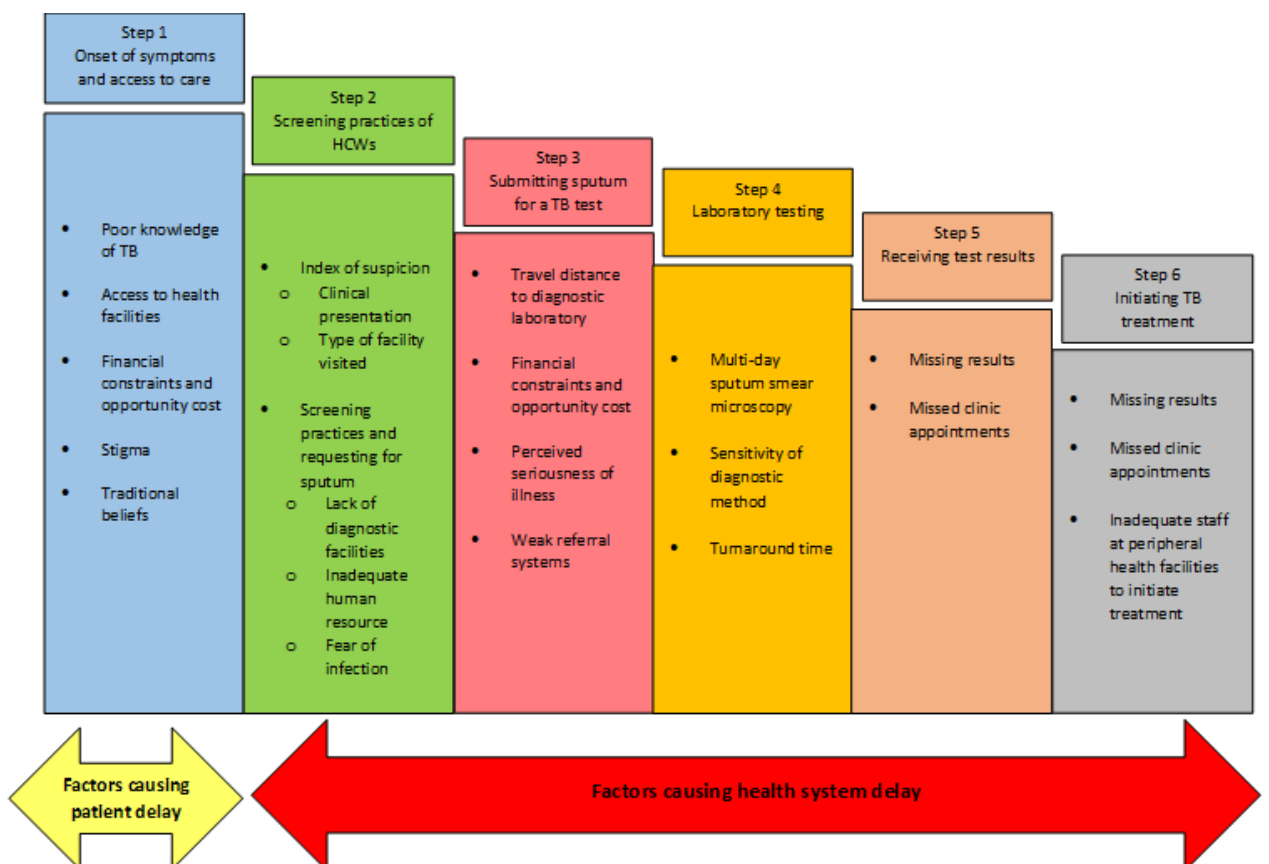 Step 1
Onset of symptoms
and access to care
• Poor knowledge
of TB
• Access to health
facilities
• Financial
constraints and
opportunity cost
• Stigma
• Traditional
beliefs
Step 2
Screening practices of
HCWs
• Index of suspicion
o Clinical
presentation
o Type of facility
visited
• Screening
practices and
requesting for
sputum
o Lack of
diagnostic
facilities
o Inadequate
human
resource
o Fear of
infection
Step 3
Submitting sputum
for a TB test
• Travel distance
to diagnostic
laboratory
• Financial
constraints and
opportunity cost
• Perceived
seriousness of
illness
• Weak referral
systems
Step 4
Laboratory testing
• Multi-day
sputum smear
microscopy
• Sensitivity of
diagnostic
method
• Turnaround time
Step 5
Receiving test results
• Missing results
• Missed clinic
appointments
Step 6
Initiating TB
treatment
• Missing results
• Missed clinic
appointments
• Inadequate staff
at peripheral
health facilities
to initiate
treatment
Factors causing
patient delay
Factors causing health system delay